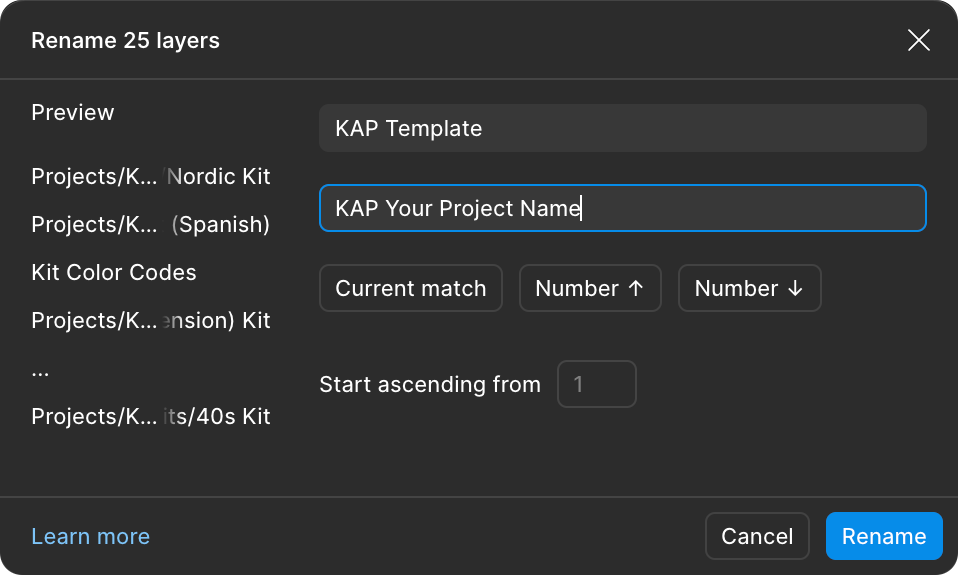 Rename 25 layers
Preview
Projects/K... /Nordic Kit
Projects/K... (Spanish)
Kit Color Codes
Projects/K... ension) Kit
...
Projects/K... its/40s Kit
KAP Template
KAP Your Project Name
Current match
Number ↑
Number ↓
Start ascending from 1
Learn more
Cancel
Rename